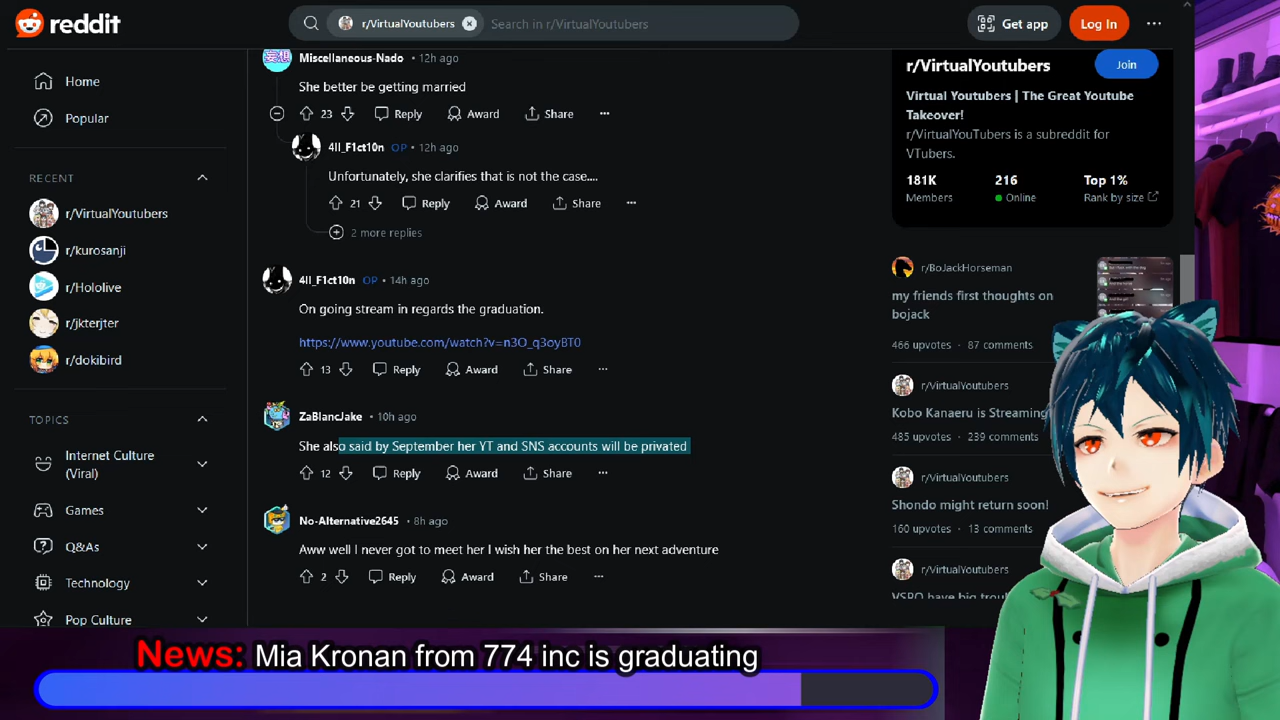 reddit
r/VirtualYoutubers
Search in r/VirtualYoutubers
Get app
Log In
Home
Popular
RECENT
r/VirtualYoutubers
r/kurosanji
r/Hololive
r/jkterjter
r/dokibird
TOPICS
Internet Culture
(Viral)
Games
Q&As
Technology
Pop Culture
Miscellaneous-Nado • 12h ago
She better be getting married
23 Reply Award Share
4ll_F1ct10n OP • 12h ago
Unfortunately, she clarifies that is not the case....
21 Reply Award Share
2 more replies
4ll_F1ct10n OP • 14h ago
On going stream in regards the graduation.
https://www.youtube.com/watch?v=n3O_q3oyBT0
13 Reply Award Share
ZaBlancJake • 10h ago
She also said by September her YT and SNS accounts will be privated
12 Reply Award Share
No-Alternative2645 • 8h ago
Aww well I never got to meet her I wish her the best on her next adventure
2 Reply Award Share
r/VirtualYoutubers
Join
Virtual Youtubers | The Great Youtube
Takeover!
r/VirtualYouTubers is a subreddit for
VTubers.
181K 216 Top 1%
Members Online Rank by size
r/BoJackHorseman
my friends first thoughts on
bojack
466 upvotes • 87 comments
r/VirtualYoutubers
Kobo Kanaeru is Streaming
485 upvotes • 239 comments
r/VirtualYoutubers
Shondo might return soon!
160 upvotes • 13 comments
r/VirtualYoutubers
VSPO have big
News: Mia Kronan from 774 inc is graduating